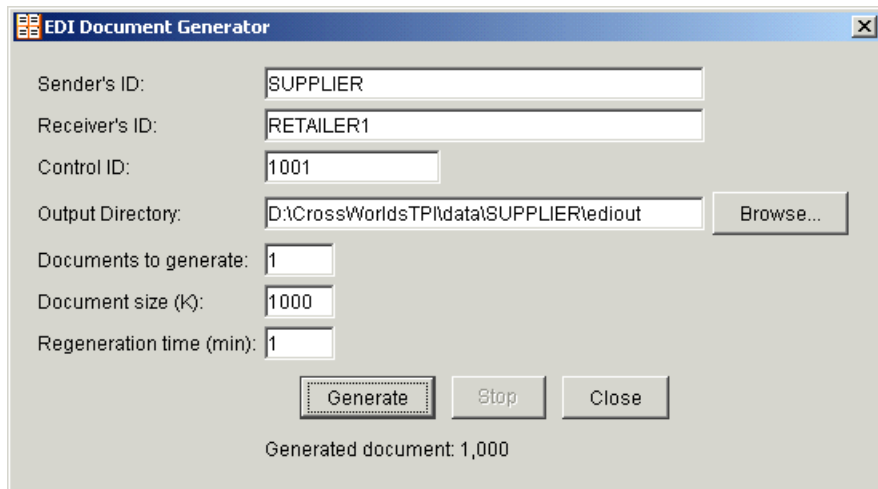 EDI Document Generator
Sender's ID: SUPPLIER
Receiver's ID: RETAILER1
Control ID: 1001
Output Directory: D:\CrossWorldsTPI\data\SUPPLIER\ediout Browse...
Documents to generate: 1
Document size (K): 1000
Regeneration time (min): 1
Generate Stop Close
Generated document: 1,000